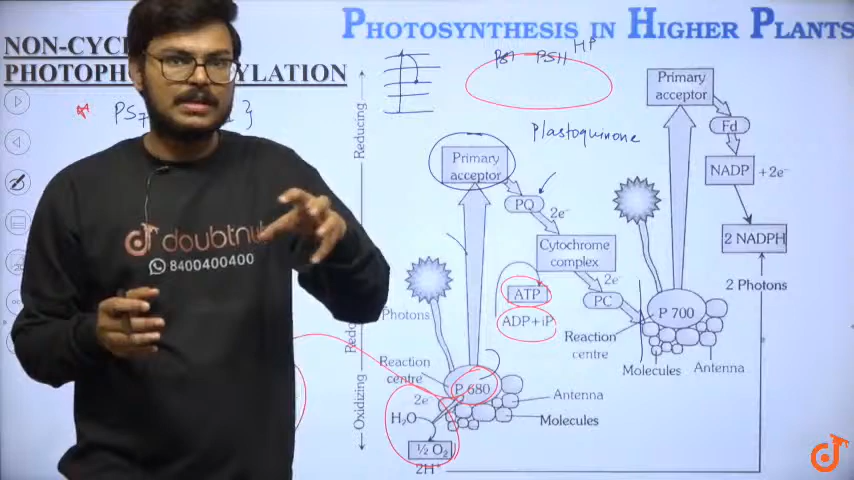 PHOTOSYNTHESIS IN HIGHER PLANTS
NON-CYC
PHOTOPH YLATION
PS
}
HP
PSII
Plastoquinone
Reducing
Oxidizing
Primary
acceptor
PQ
2e⁻
Cytochrome
complex
2e⁻
PC
ATP
ADP+iP
Photons
Reaction
centre
P 680
2e⁻
H₂O
½ O₂
2H⁺
Antenna
Molecules
Primary
acceptor
Fd
NADP +2e⁻
2 NADPH
2 Photons
P 700
Reaction
centre
Molecules
Antenna
doubtnu
8400400400